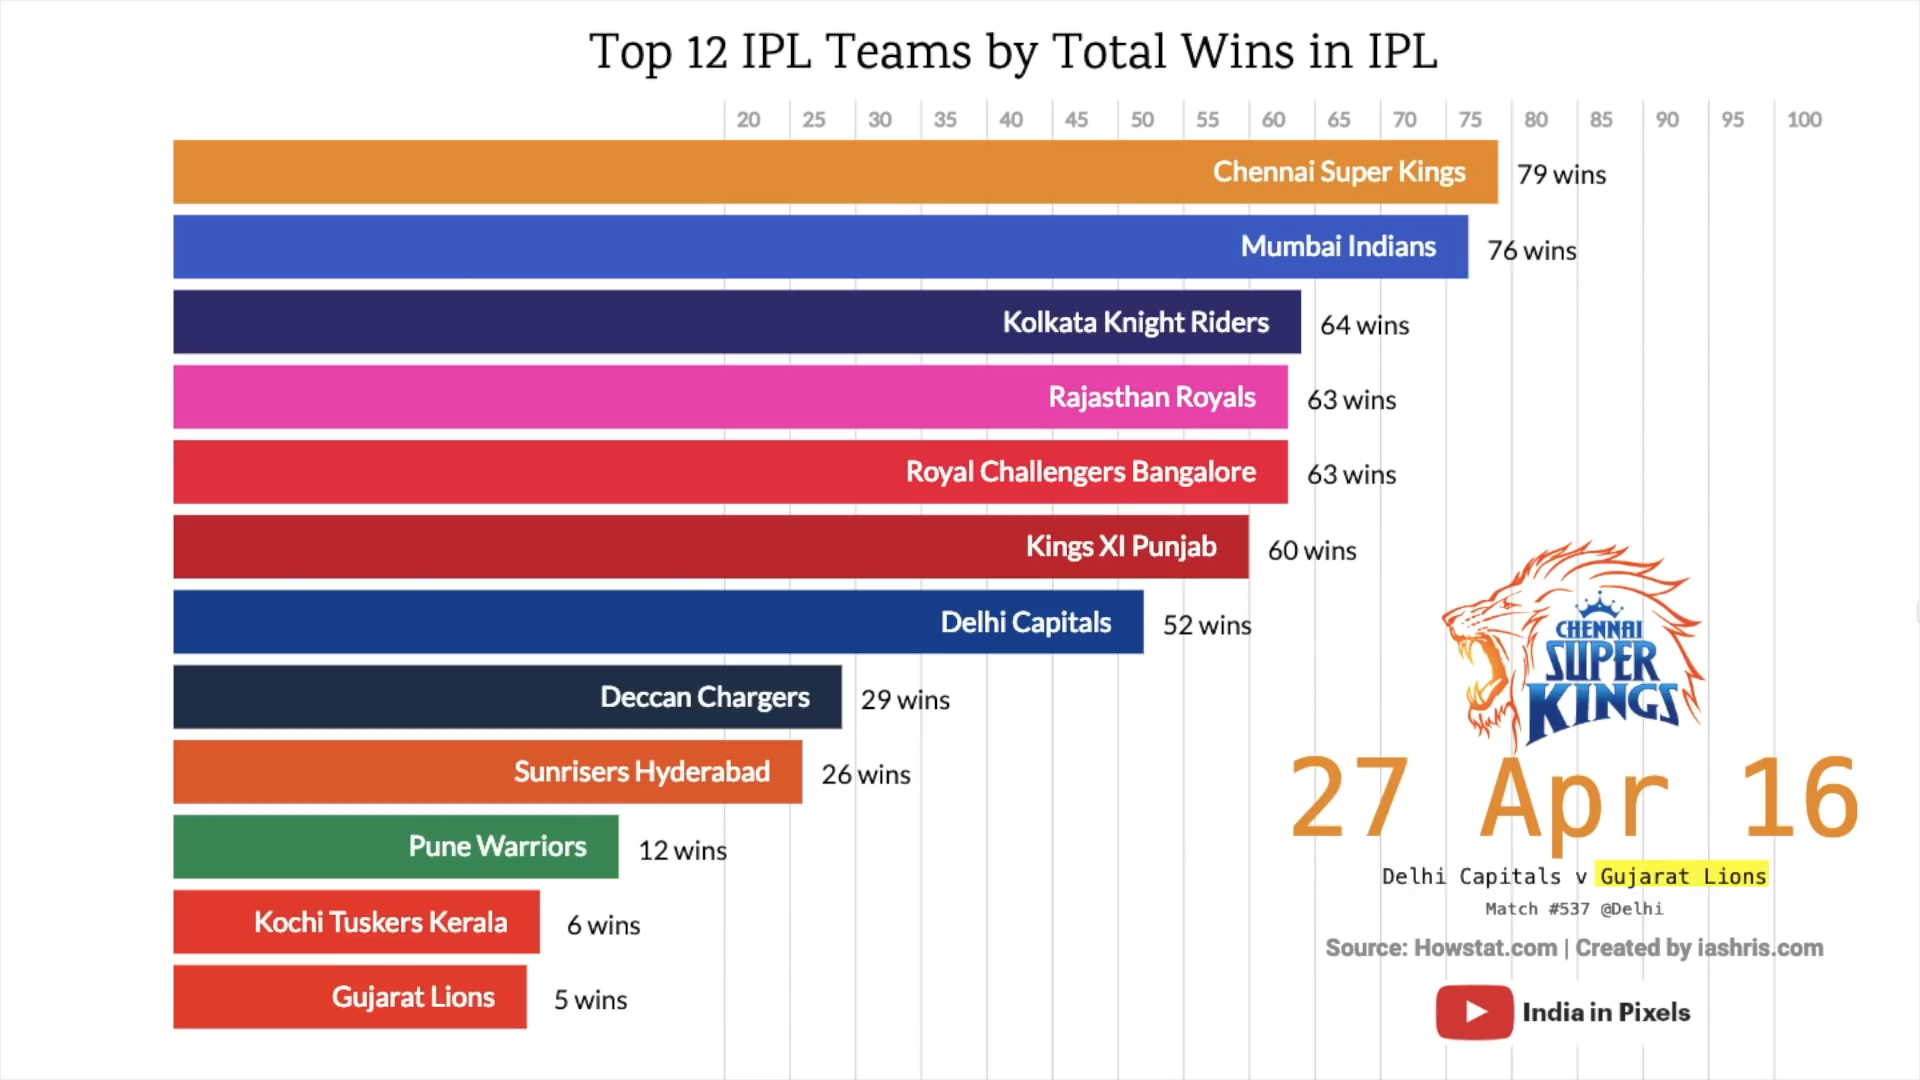 Top 12 IPL Teams by Total Wins in IPL
20 25 30 35 40 45 50 55 60 65 70 75 80 85 90 95 100
Chennai Super Kings 79 wins
Mumbai Indians 76 wins
Kolkata Knight Riders 64 wins
Rajasthan Royals 63 wins
Royal Challengers Bangalore 63 wins
Kings XI Punjab 60 wins
Delhi Capitals 52 wins
Deccan Chargers 29 wins
Sunrisers Hyderabad 26 wins
Pune Warriors 12 wins
Kochi Tuskers Kerala 6 wins
Gujarat Lions 5 wins
CHENNAI
SUPER
KINGS
27 Apr 16
Delhi Capitals v Gujarat Lions
Match #537 @Delhi
Source: Howstat.com | Created by iashris.com
India in Pixels